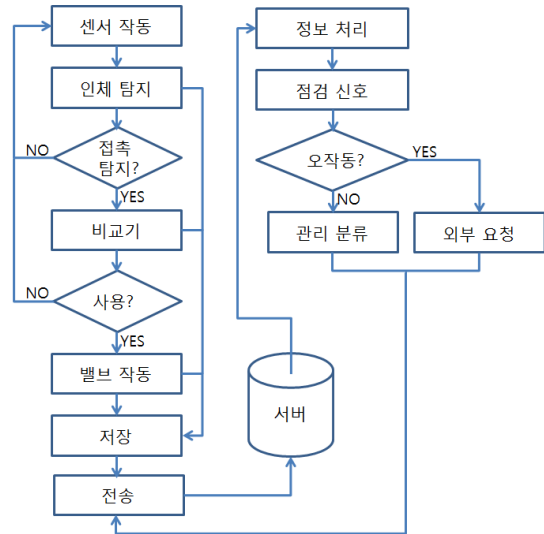 센서 작동
인체 탐지
접촉
탐지?
NO
YES
비교기
사용?
NO
YES
밸브 작동
저장
전송
서버
정보 처리
점검 신호
오작동?
YES
NO
관리 분류
외부 요청